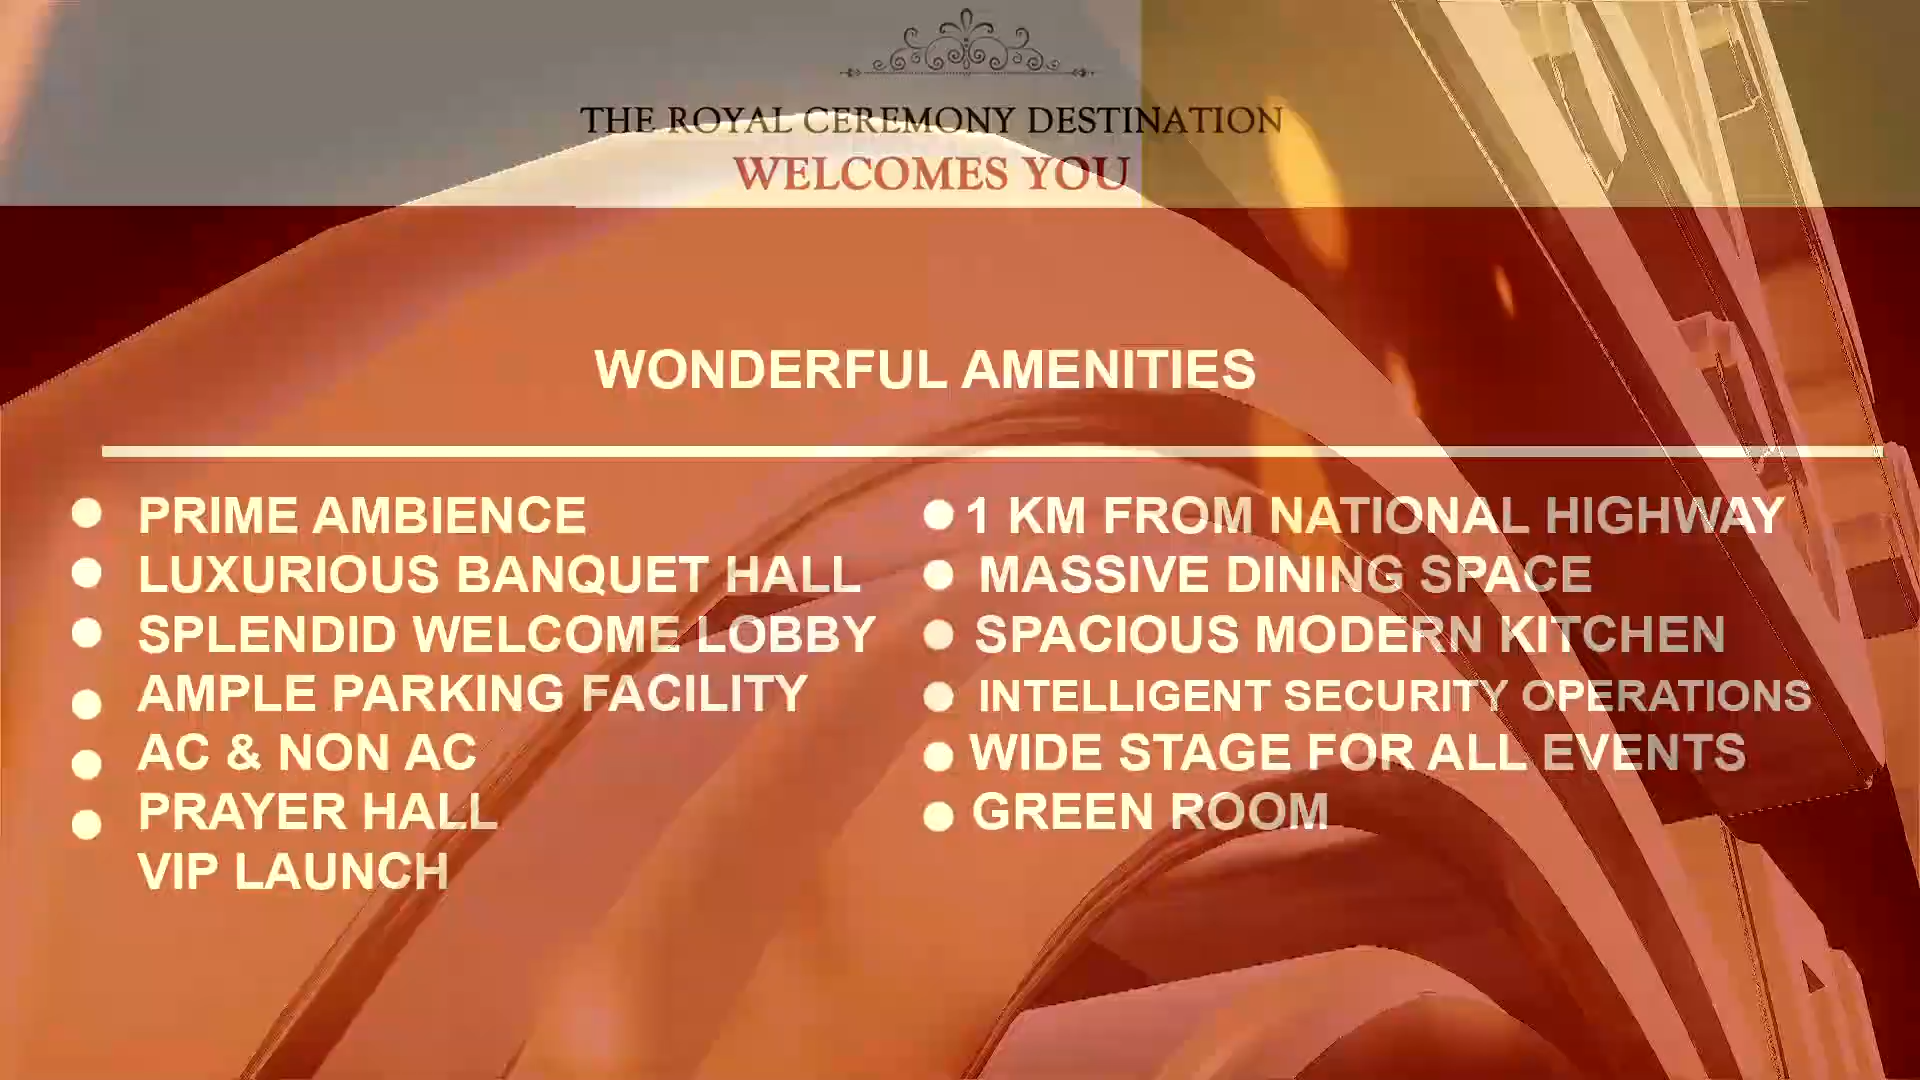 THE ROYAL CEREMONY DESTINATION
WELCOMES YOU
WONDERFUL AMENITIES
PRIME AMBIENCE
LUXURIOUS BANQUET HALL
SPLENDID WELCOME LOBBY
AMPLE PARKING FACILITY
AC & NON AC
PRAYER HALL
VIP LAUNCH
1 KM FROM NATIONAL HIGHWAY
MASSIVE DINING SPACE
SPACIOUS MODERN KITCHEN
INTELLIGENT SECURITY OPERATIONS
WIDE STAGE FOR ALL EVENTS
GREEN ROOM